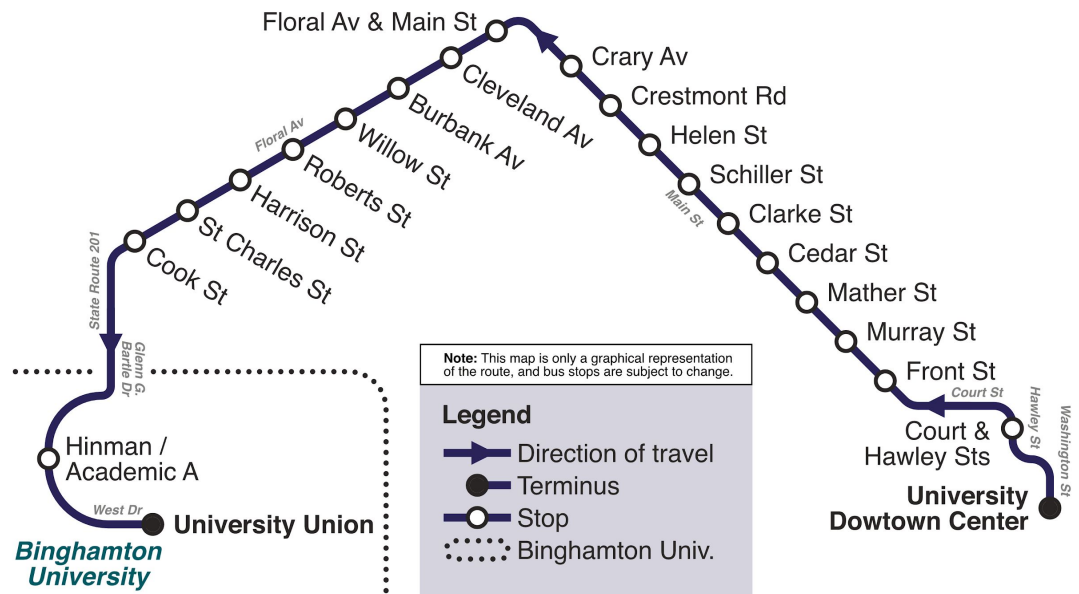 Floral Av & Main St
Crary Av
Cleveland Av
Crestmont Rd
Burbank Av
Helen St
Willow St
Floral Av
Roberts St
Schiller St
Main St
Harrison St
Clarke St
St Charles St
Cedar St
Cook St
State Route 201
Mather St
Murray St
Glenn G.
Bartle Dr
Note: This map is only a graphical representation
of the route, and bus stops are subject to change.
Front St
Court St
Hawley St
Washington St
Legend
Court &
Hawley Sts
Hinman /
Academic A
Direction of travel
Terminus
University
Dowtown Center
West Dr
University Union
Stop
Binghamton
University
Binghamton Univ.